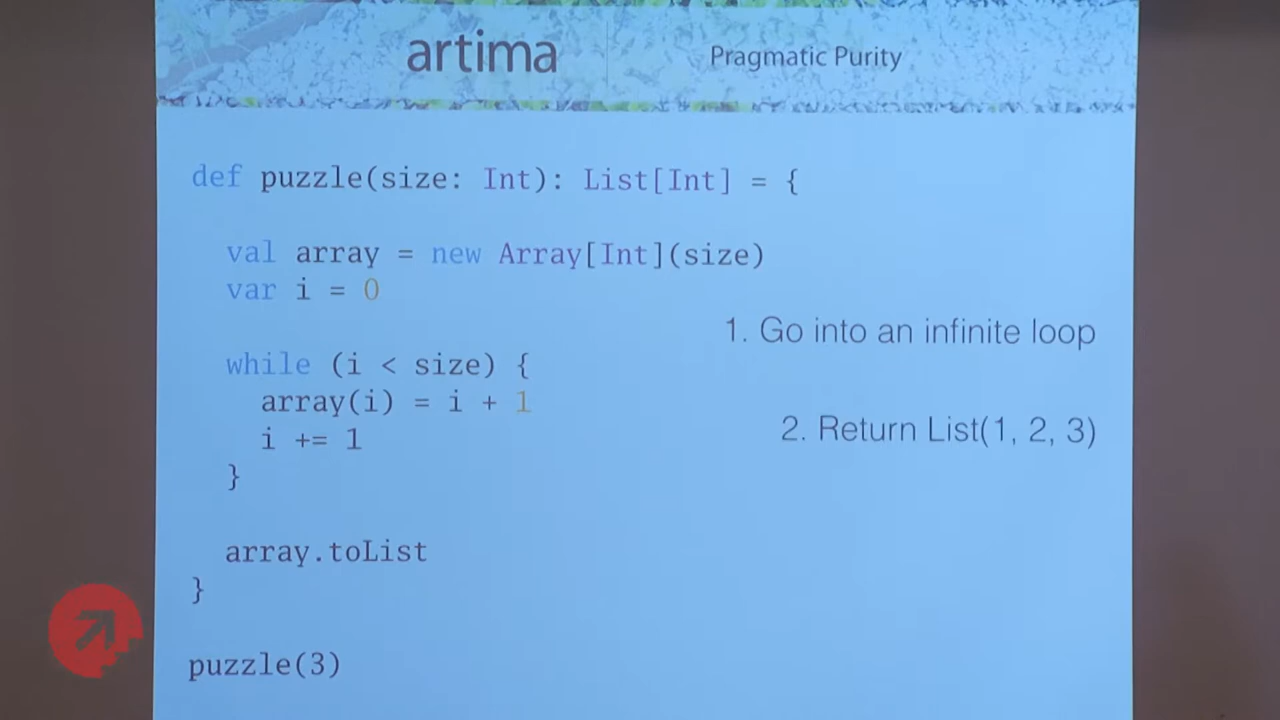 artima
Pragmatic Purity
def puzzle(size: Int): List[Int] = {
val array = new Array[Int](size)
var i = 0
1. Go into an infinite loop
while (i < size) {
array(i) = i + 1
2. Return List(1, 2, 3)
i += 1
}
array.toList
}
puzzle(3)